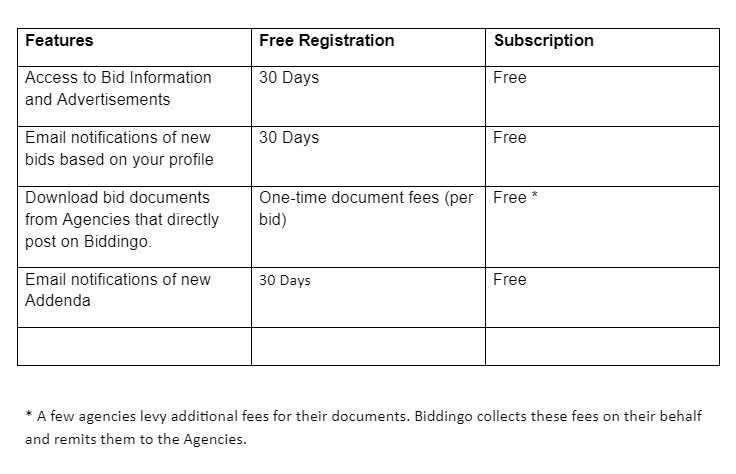 Features Free Registration Subscription
Access to Bid Information 30 Days Free
and Advertisements
Email notifications of new 30 Days Free
bids based on your profile
Download bid documents One-time document fees (per Free *
from Agencies that directly bid)
post on Biddingo.
Email notifications of new 30 Days Free
Addenda
* A few agencies levy additional fees for their documents. Biddingo collects these fees on their behalf
and remits them to the Agencies.